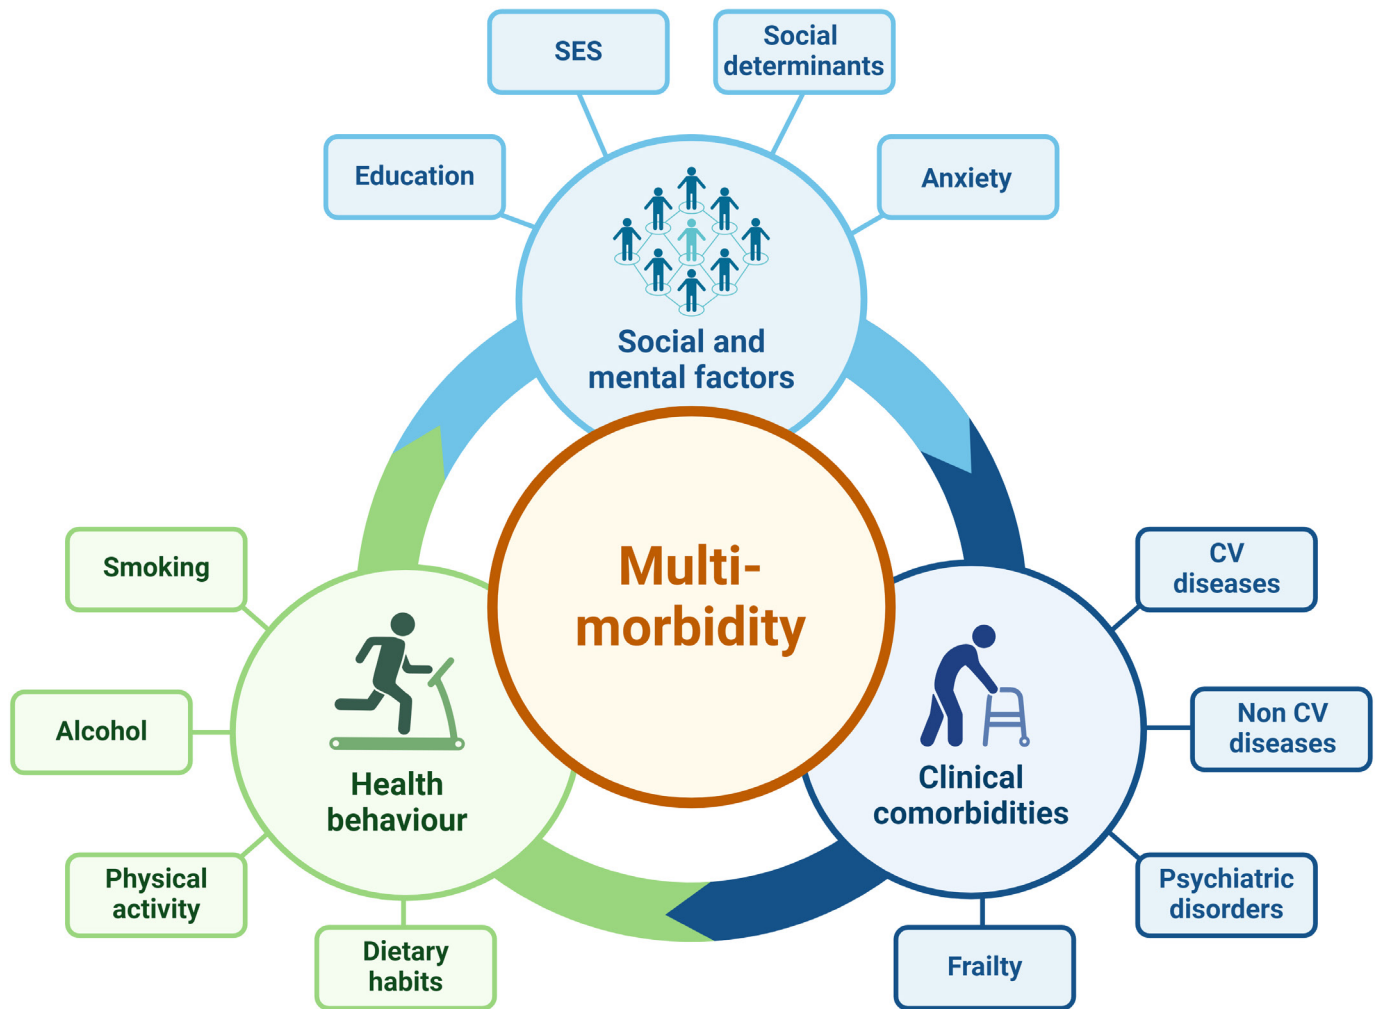 SES
Social
determinants
Education
Anxiety
Social and
mental factors
Multi-
morbidity
Smoking
Alcohol
Physical
activity
Dietary
habits
Health
behaviour
CV
diseases
Non CV
diseases
Psychiatric
disorders
Frailty
Clinical
comorbidities